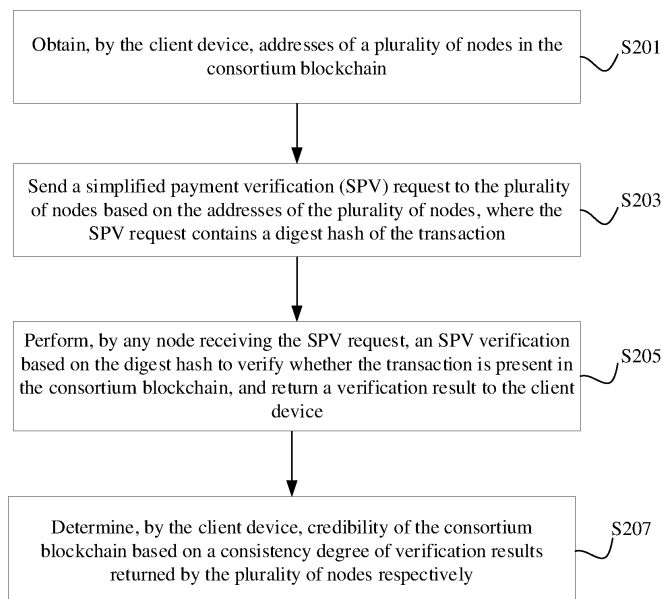 Obtain, by the client device, addresses of a plurality of nodes in the
consortium blockchain
S201
Send a simplified payment verification (SPV) request to the plurality
of nodes based on the addresses of the plurality of nodes, where the
SPV request contains a digest hash of the transaction
S203
Perform, by any node receiving the SPV request, an SPV verification
based on the digest hash to verify whether the transaction is present in
the consortium blockchain, and return a verification result to the client
device
S205
Determine, by the client device, credibility of the consortium
blockchain based on a consistency degree of verification results
returned by the plurality of nodes respectively
S207